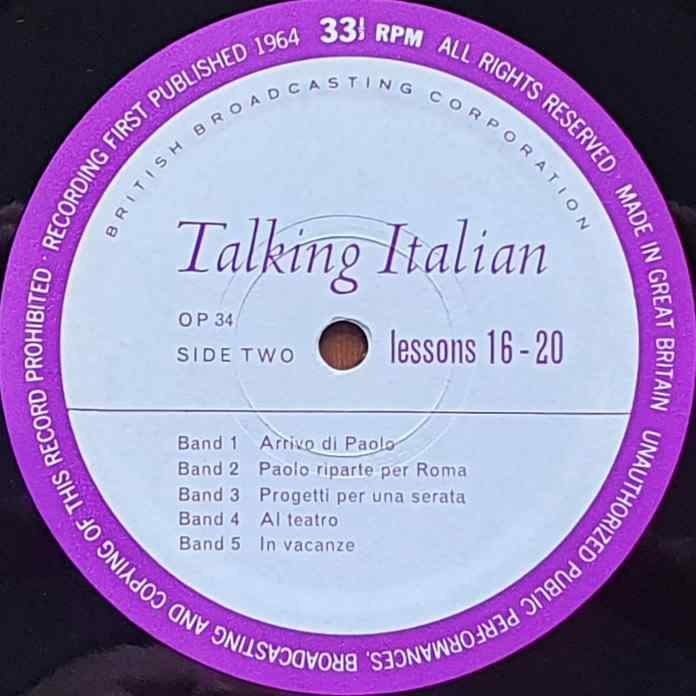 RECORDING FIRST PUBLISHED 1964 33⅓ RPM ALL RIGHTS RESERVED · MADE IN GREAT BRITAIN UNAUTHORIZED PUBLIC PERFORMANCES, BROADCASTING AND COPYING OF THIS RECORD PROHIBITED ·
BRITISH BROADCASTING CORPORATION
Talking Italian
OP 34
SIDE TWO lessons 16-20
Band 1 Arrivo di Paolo
Band 2 Paolo riparte per Roma
Band 3 Progetti per una serata
Band 4 Al teatro
Band 5 In vacanze